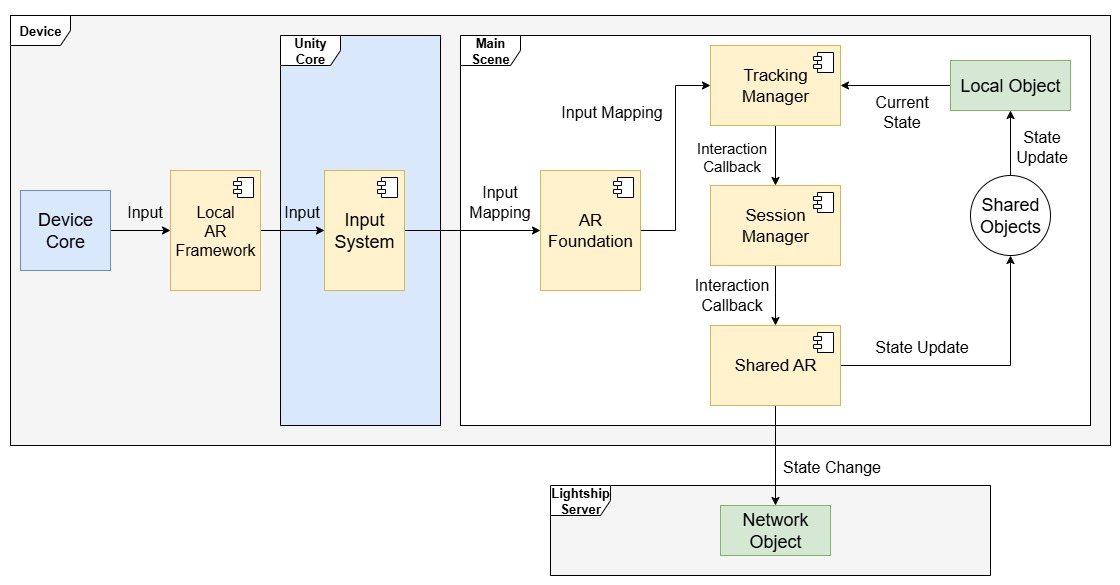 Device
Unity
Core
Main
Scene
Tracking
Manager
Local Object
Input Mapping
Current
State
State
Update
Interaction
Callback
Device
Core
Input
Local
AR
Framework
Input
Input
System
Input
Mapping
AR
Foundation
Session
Manager
Shared
Objects
Interaction
Callback
Shared AR
State Update
State Change
Lightship
Server
Network
Object